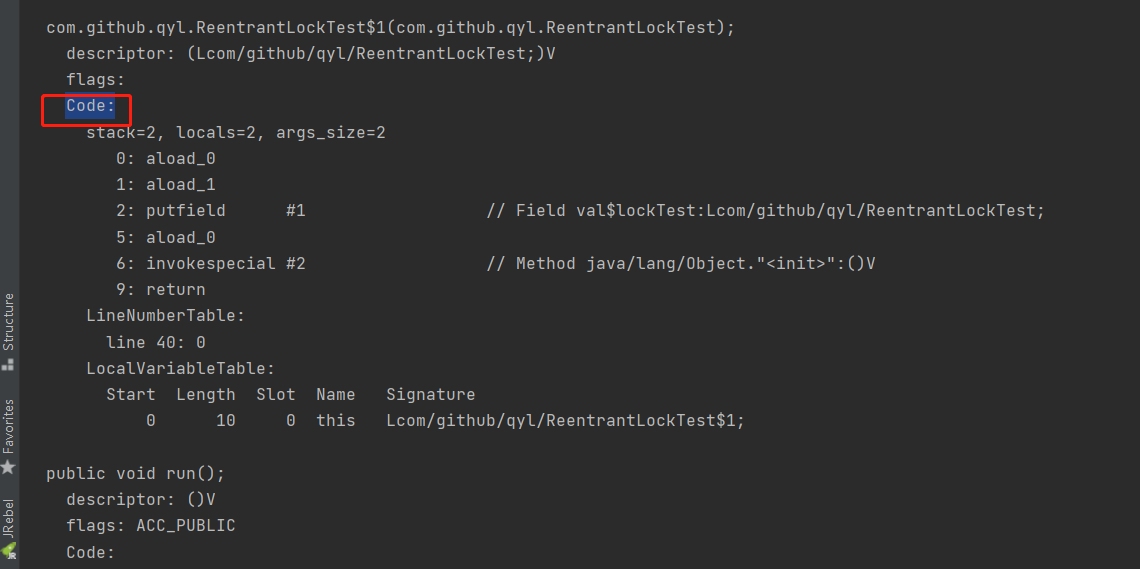 com.github.qyl.ReentrantLockTest$1(com.github.qyl.ReentrantLockTest);
descriptor: (Lcom/github/qyl/ReentrantLockTest;)V
flags:
Code:
stack=2, locals=2, args_size=2
0: aload_0
1: aload_1
2: putfield #1 // Field val$lockTest:Lcom/github/qyl/ReentrantLockTest;
5: aload_0
6: invokespecial #2 // Method java/lang/Object."<init>":()V
9: return
LineNumberTable:
line 40: 0
LocalVariableTable:
Start Length Slot Name Signature
0 10 0 this Lcom/github/qyl/ReentrantLockTest$1;
public void run();
descriptor: ()V
flags: ACC_PUBLIC
Code:
Structure
Favorites
JRebel
JR